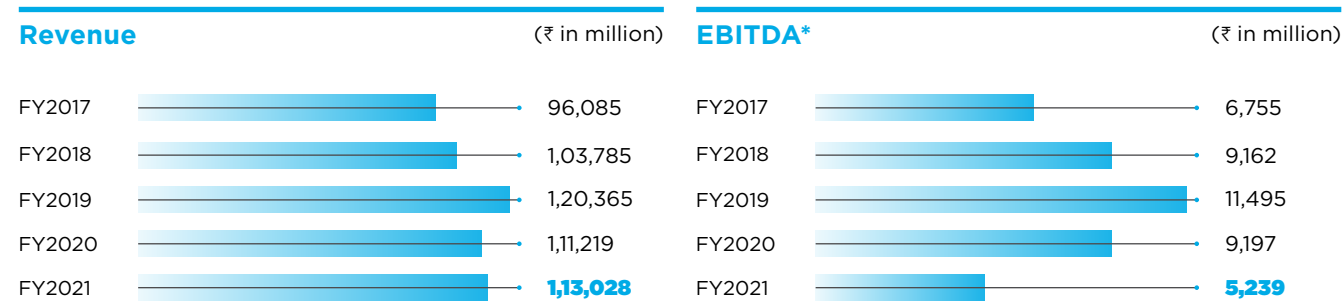 Revenue (₹ in million)
FY2017 96,085
FY2018 1,03,785
FY2019 1,20,365
FY2020 1,11,219
FY2021 1,13,028
EBITDA* (₹ in million)
FY2017 6,755
FY2018 9,162
FY2019 11,495
FY2020 9,197
FY2021 5,239